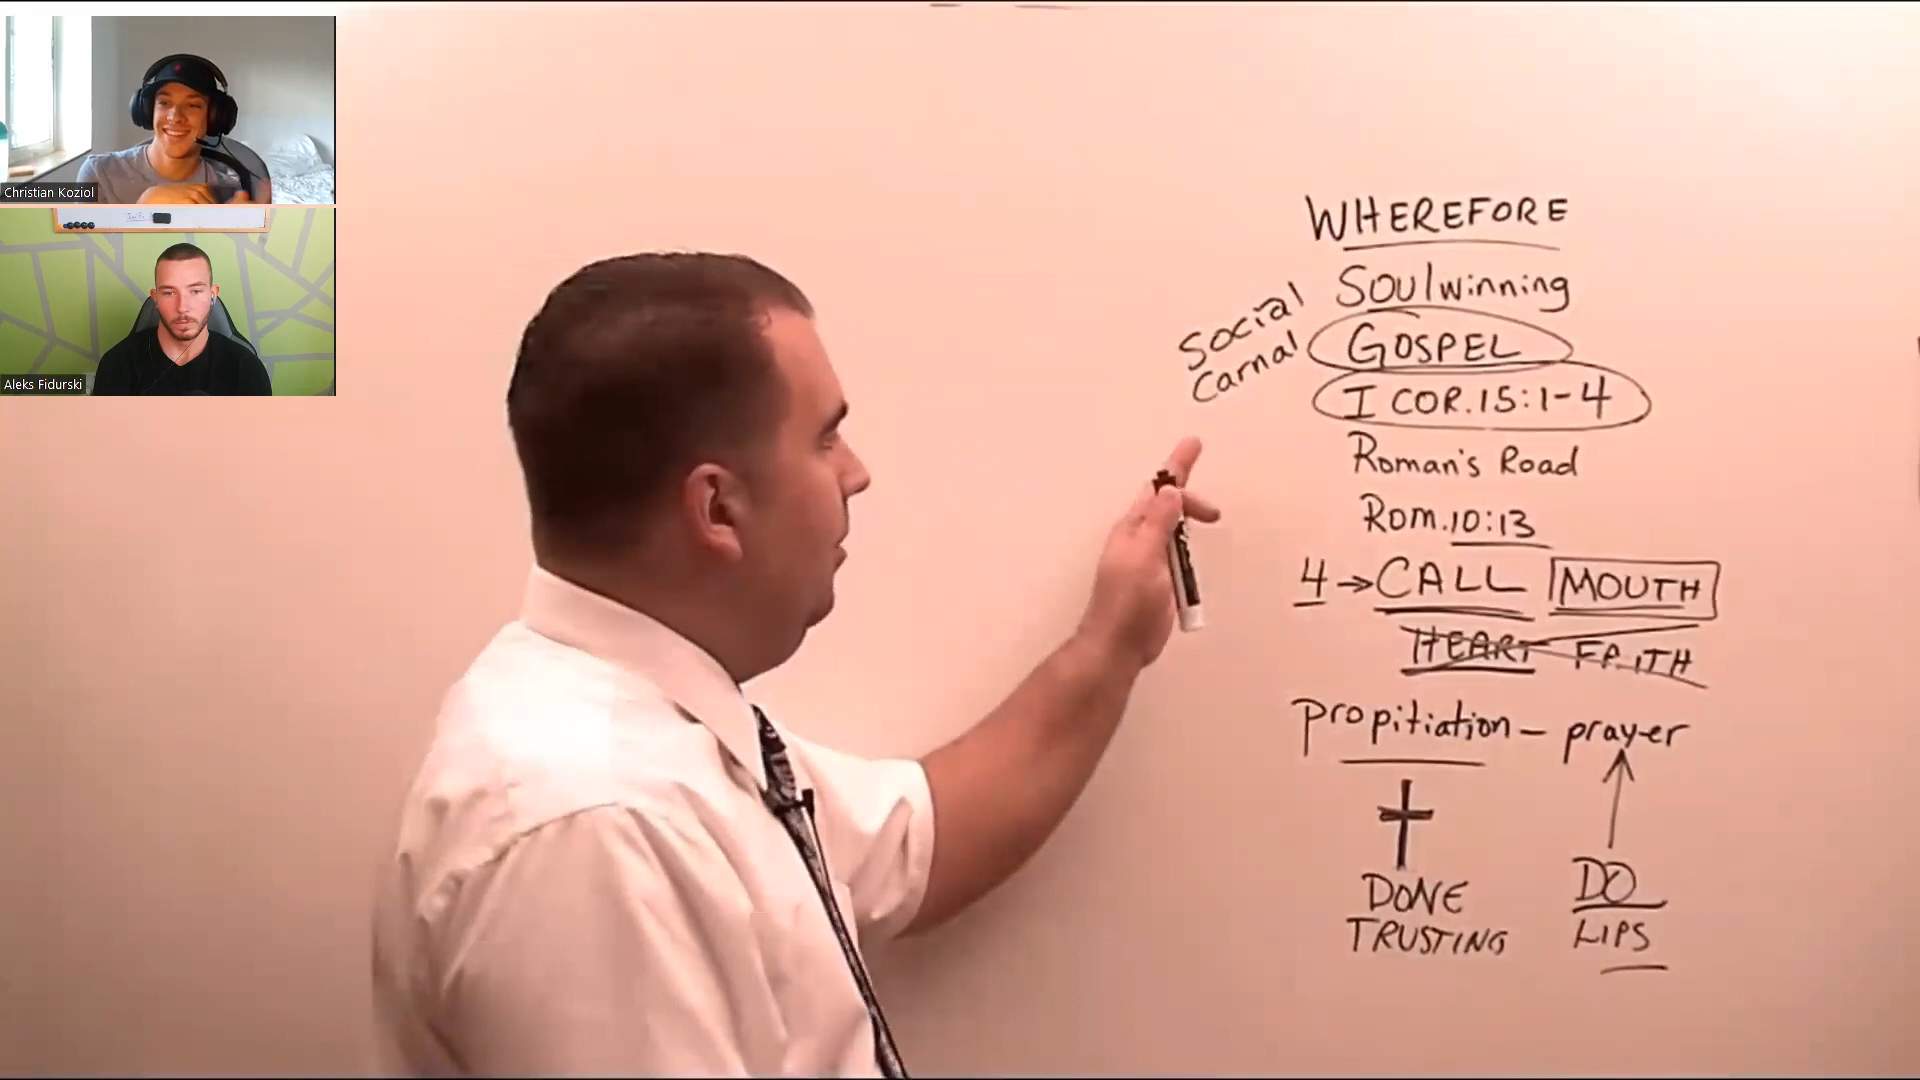 Christian Koziol
Aleks Fidurski
WHEREFORE
Soulwinning
Social
Carnal
GOSPEL
I COR.15:1-4
Roman's Road
Rom.10:13
4 → CALL MOUTH
HEART FAITH
propitiation – prayer
DONE DO
TRUSTING LIPS